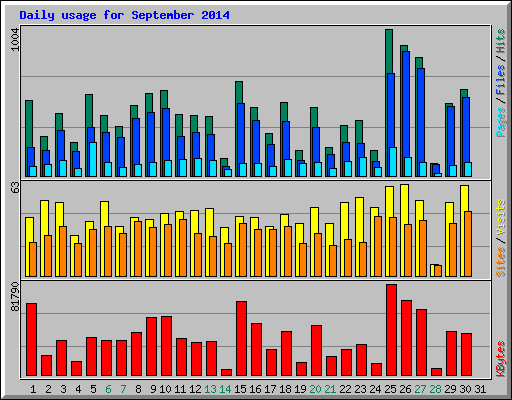 Daily usage for September 2014
1004
Pages / Files / Hits
63
Sites / Visits
81790
KBytes
1 2 3 4 5 6 7 8 9 10 11 12 13 14 15 16 17 18 19 20 21 22 23 24 25 26 27 28 29 30 31